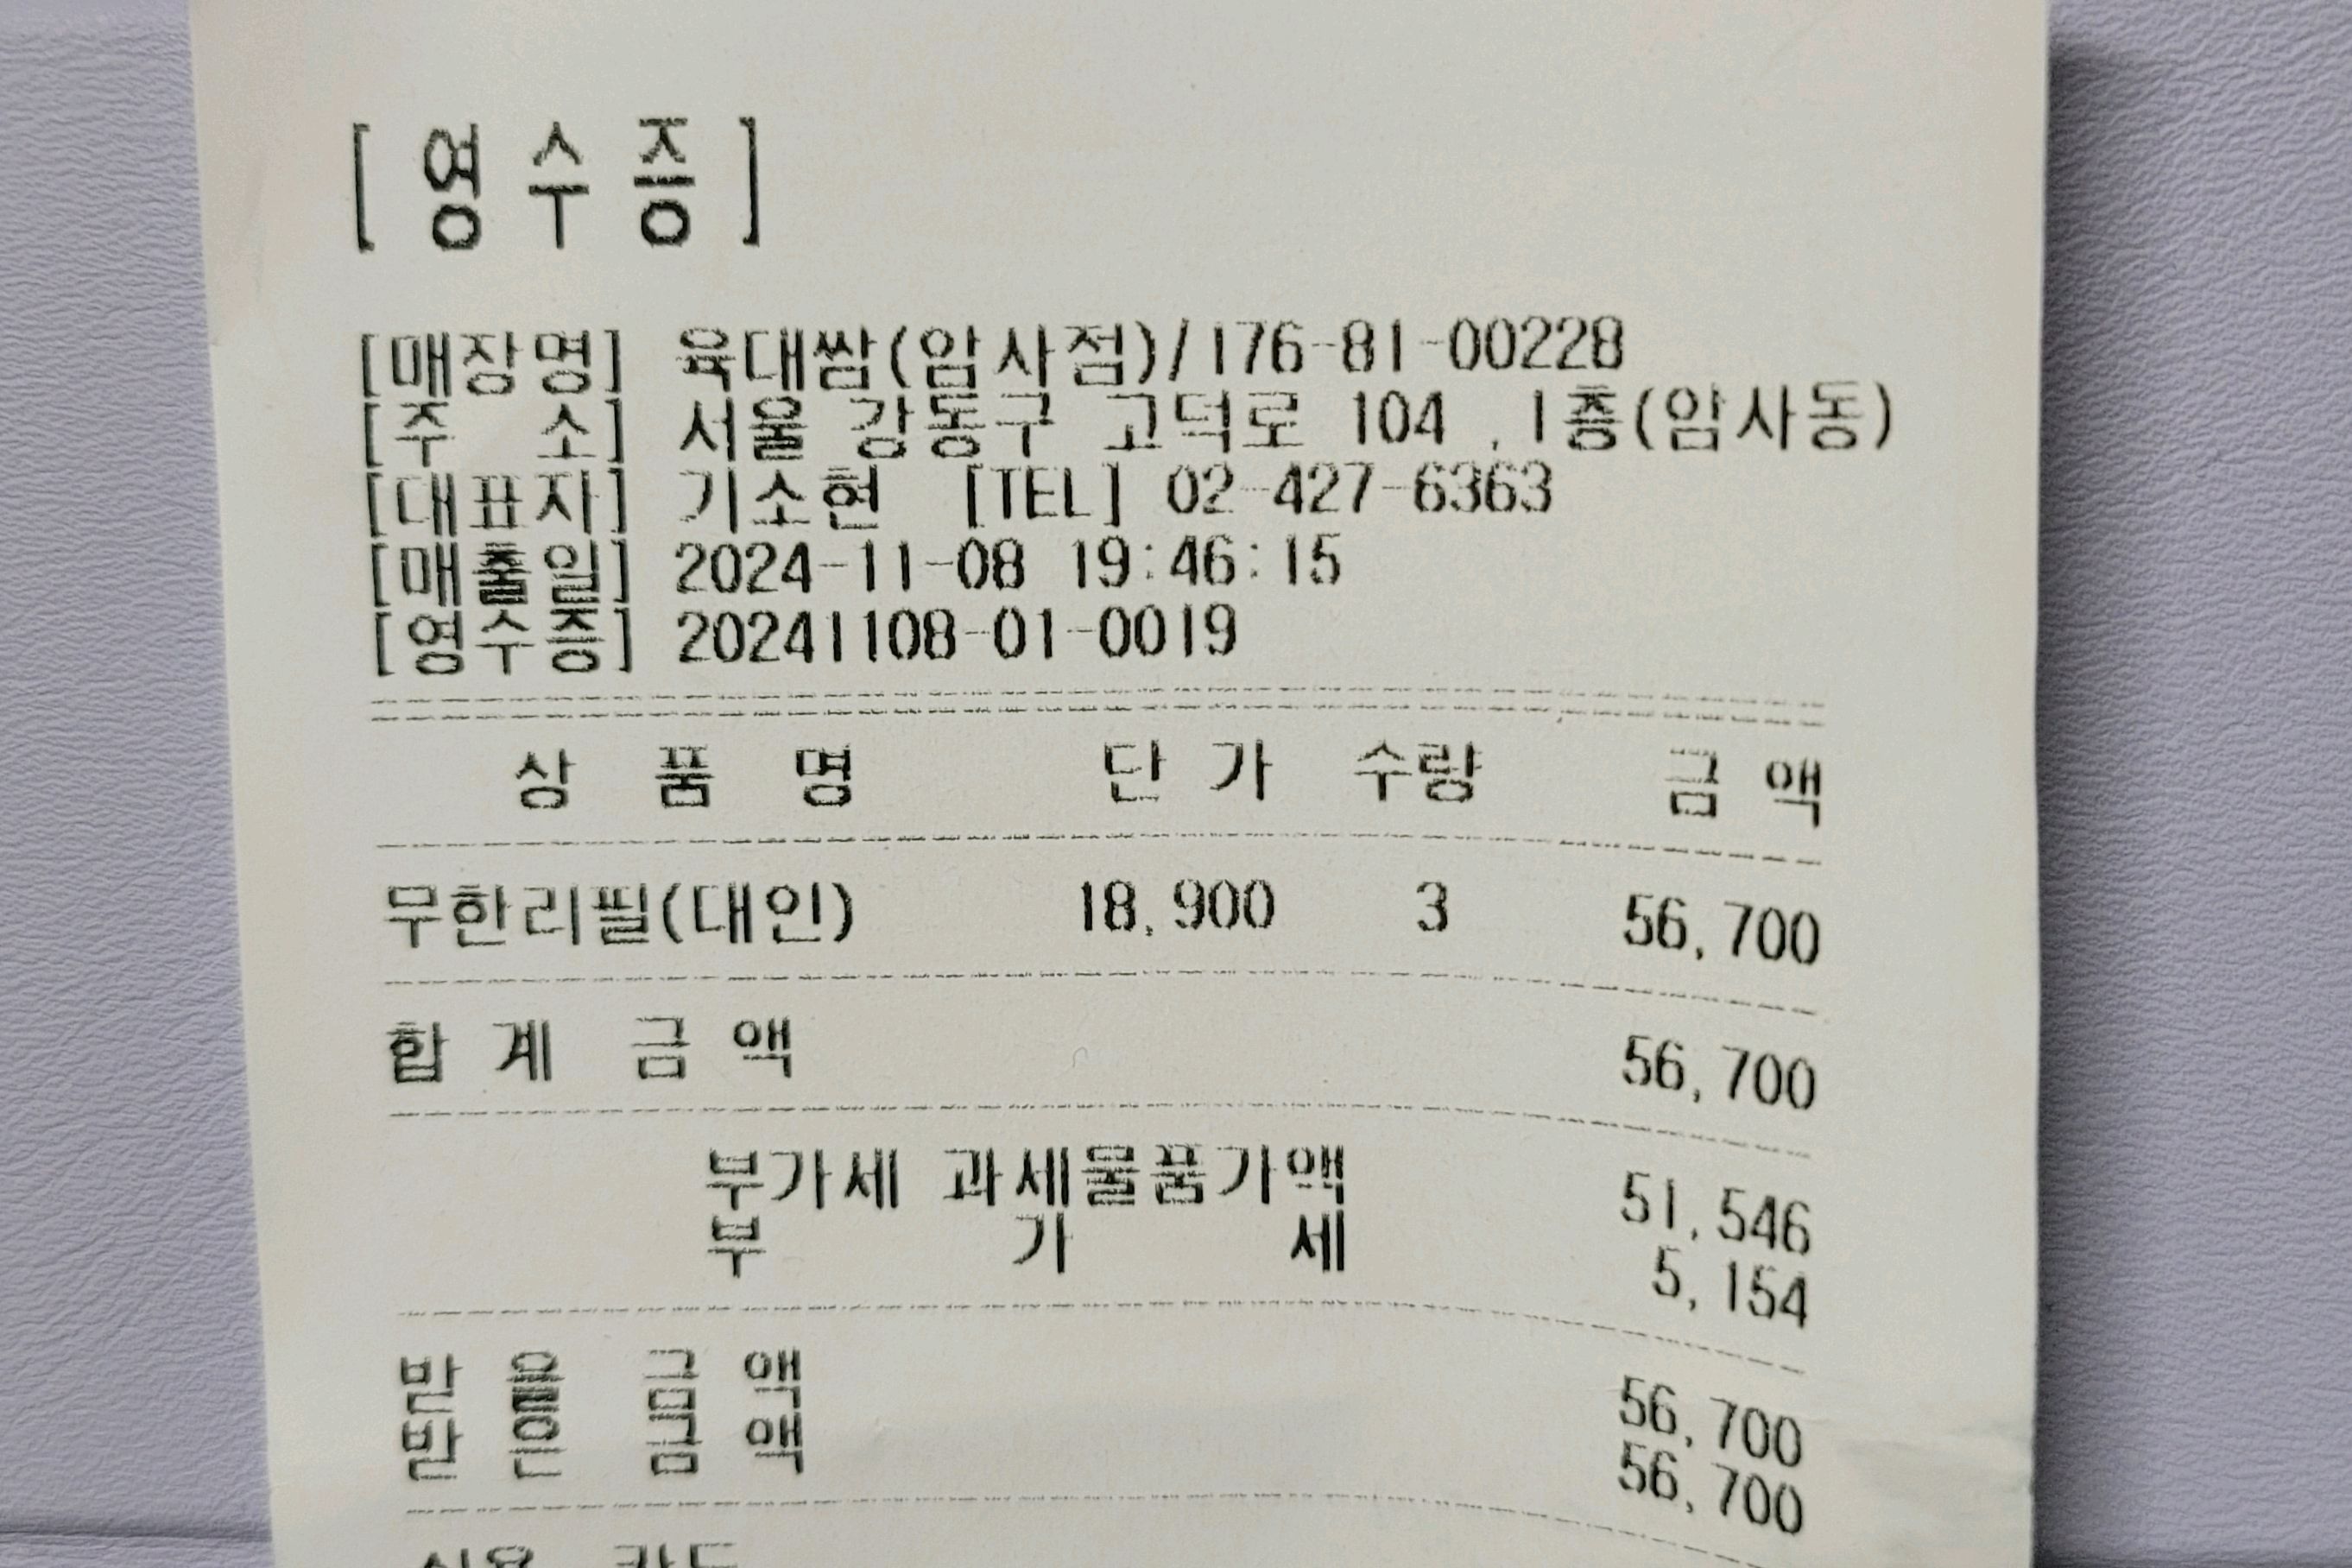 [ 영 수 증 ]
[매장명] 육대쌈(암사점)/176-81-00228
[주 소] 서울 강동구 고덕로 104 , 1층(암사동)
[대표자] 기소현 [TEL] 02-427-6363
[매출일] 2024-11-08 19:46:15
[영수증] 20241108-01-0019
상 품 명 단 가 수량 금 액
무한리필(대인) 18,900 3 56,700
합 계 금 액 56,700
부가세 과세물품가액 51,546
부 가 세 5,154
받 을 금 액 56,700
받 은 금 액 56,700
신용 카드